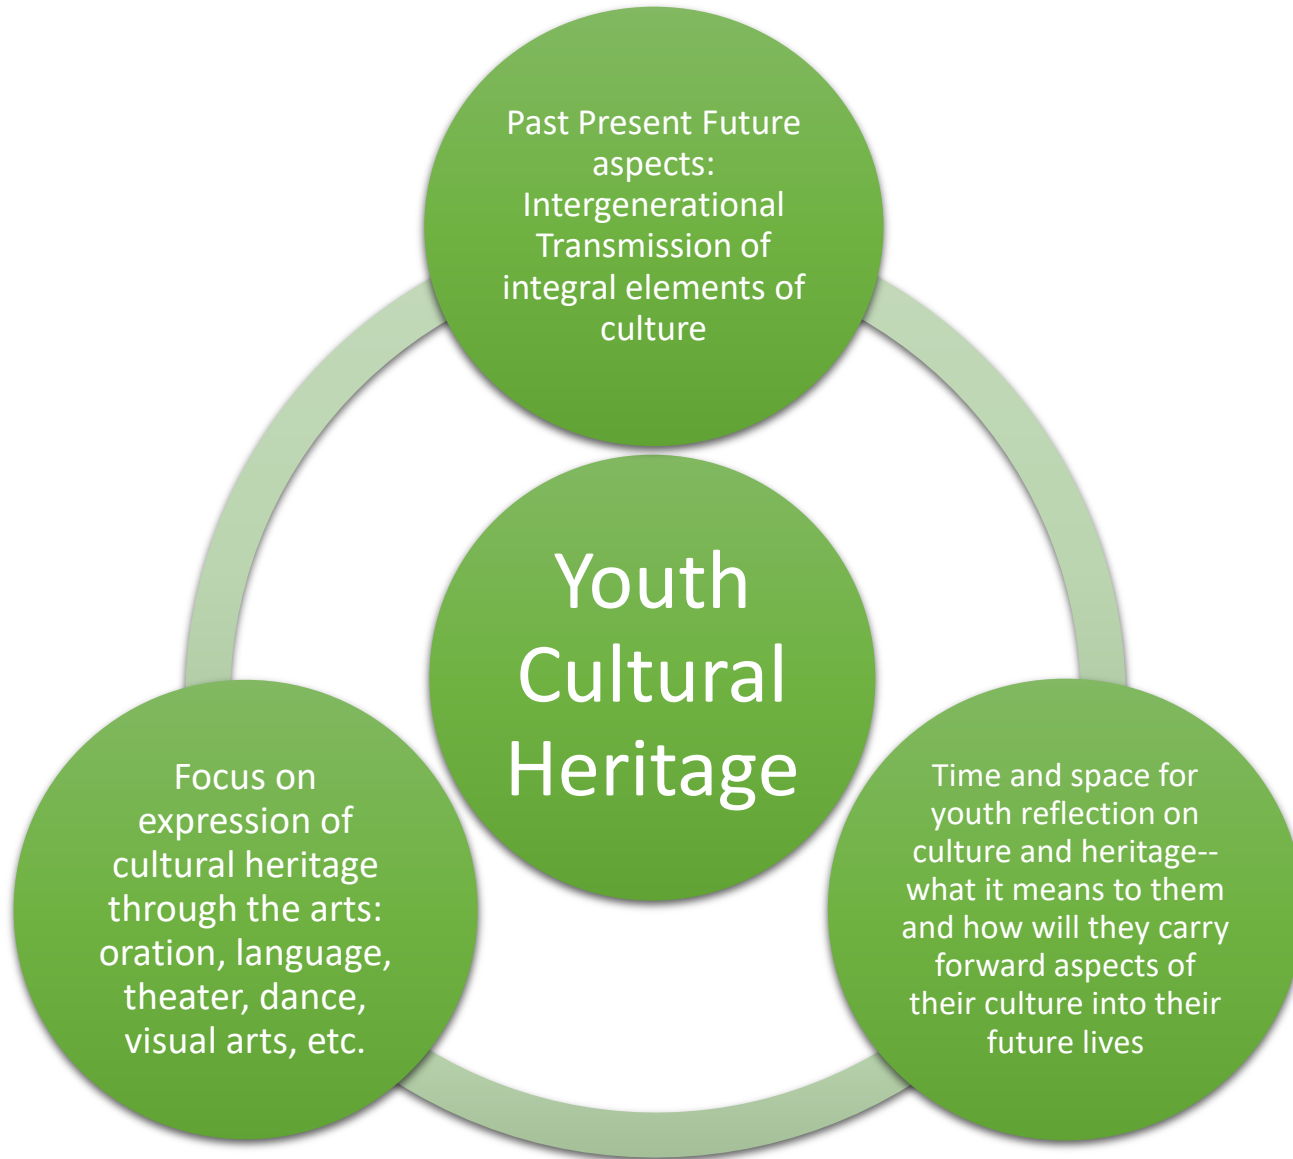 Past Present Future
aspects:
Intergenerational
Transmission of
integral elements of
culture
Youth
Cultural
Heritage
Focus on
expression of
cultural heritage
through the arts:
oration, language,
theater, dance,
visual arts, etc.
Time and space for
youth reflection on
culture and heritage--
what it means to them
and how will they carry
forward aspects of
their culture into their
future lives